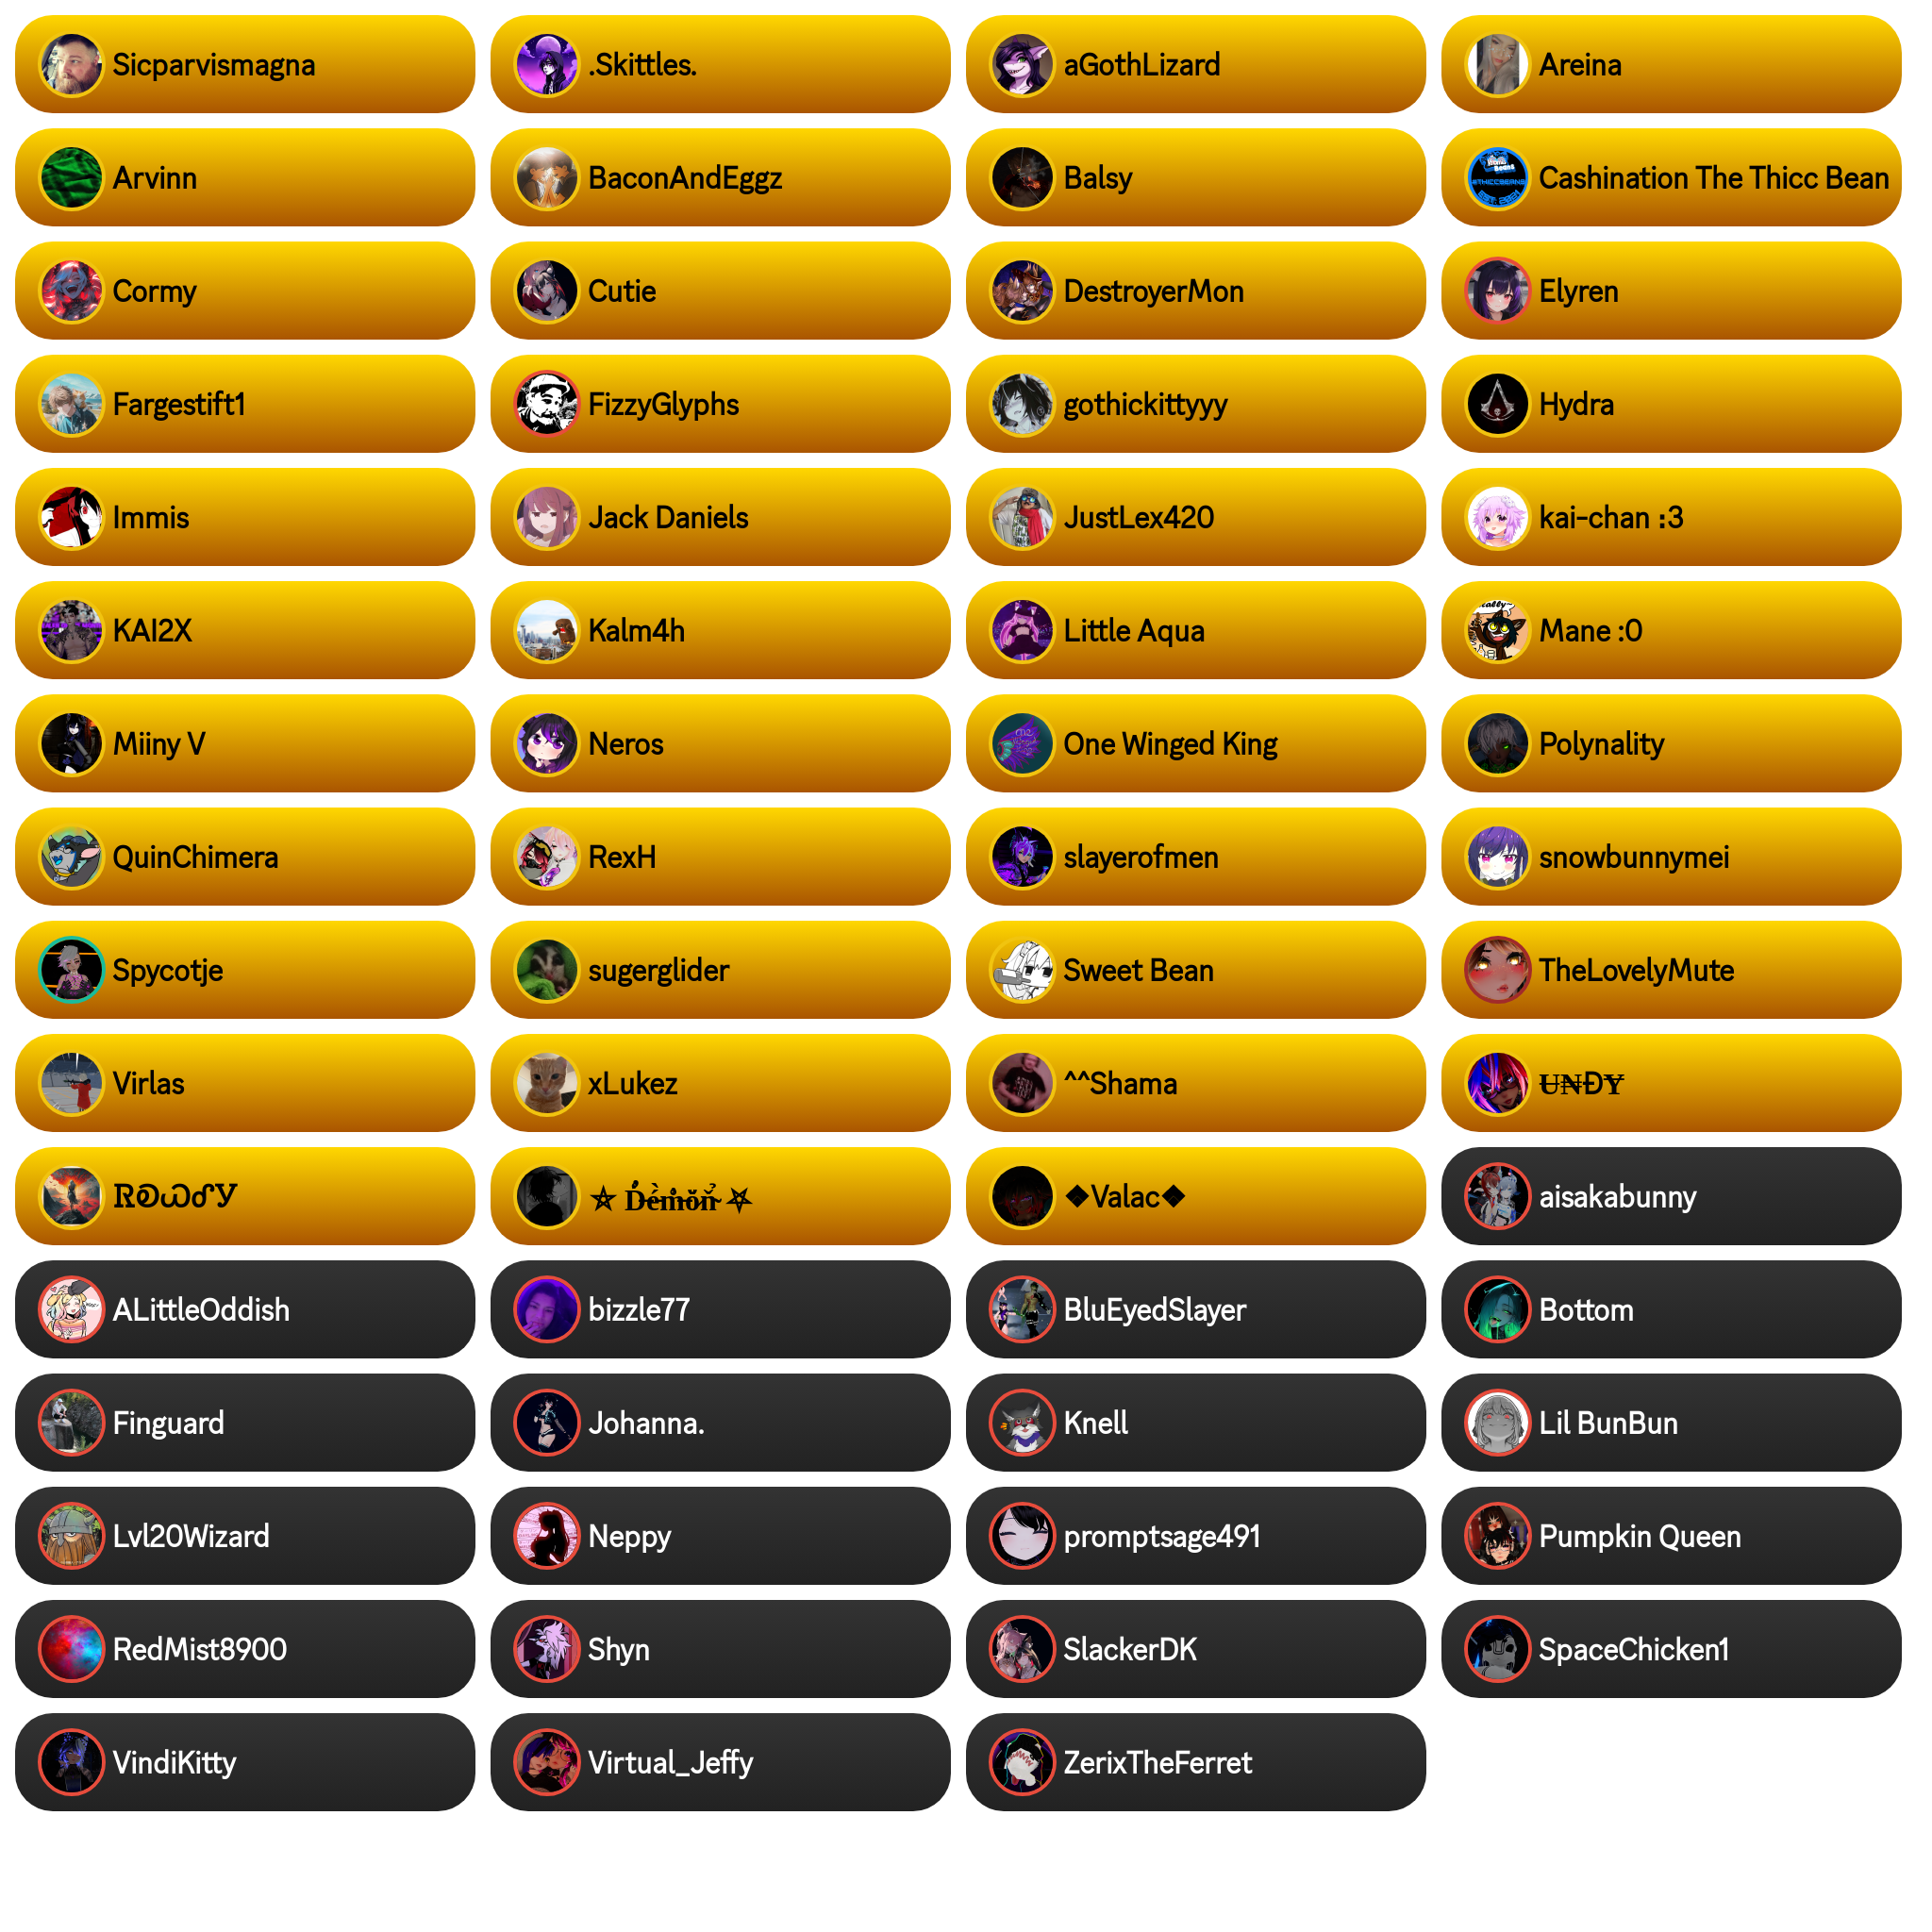 Sicparvismagna
.Skittles.
aGothLizard
Areina
Arvinn
BaconAndEggz
Balsy
Cashination The Thicc Bean
Cormy
Cutie
DestroyerMon
Elyren
Fargestift1
FizzyGlyphs
gothickittyyy
Hydra
Immis
Jack Daniels
JustLex420
kai-chan :3
KAI2X
Kalm4h
Little Aqua
Mane :0
Miiny V
Neros
One Winged King
Polynality
QuinChimera
RexH
slayerofmen
snowbunnymei
Spycotje
sugerglider
Sweet Bean
TheLovelyMute
Virlas
xLukez
^^Shama
U̶N̶ĐY̶
ƦᎧᏊᎴᎩ
⛤ D̶é̶m̶o̶n̶ ⛧
❖Valac❖
aisakabunny
ALittleOddish
bizzle77
BluEyedSlayer
Bottom
Finguard
Johanna.
Knell
Lil BunBun
Lvl20Wizard
Neppy
promptsage491
Pumpkin Queen
RedMist8900
Shyn
SlackerDK
SpaceChicken1
VindiKitty
Virtual_Jeffy
ZerixTheFerret